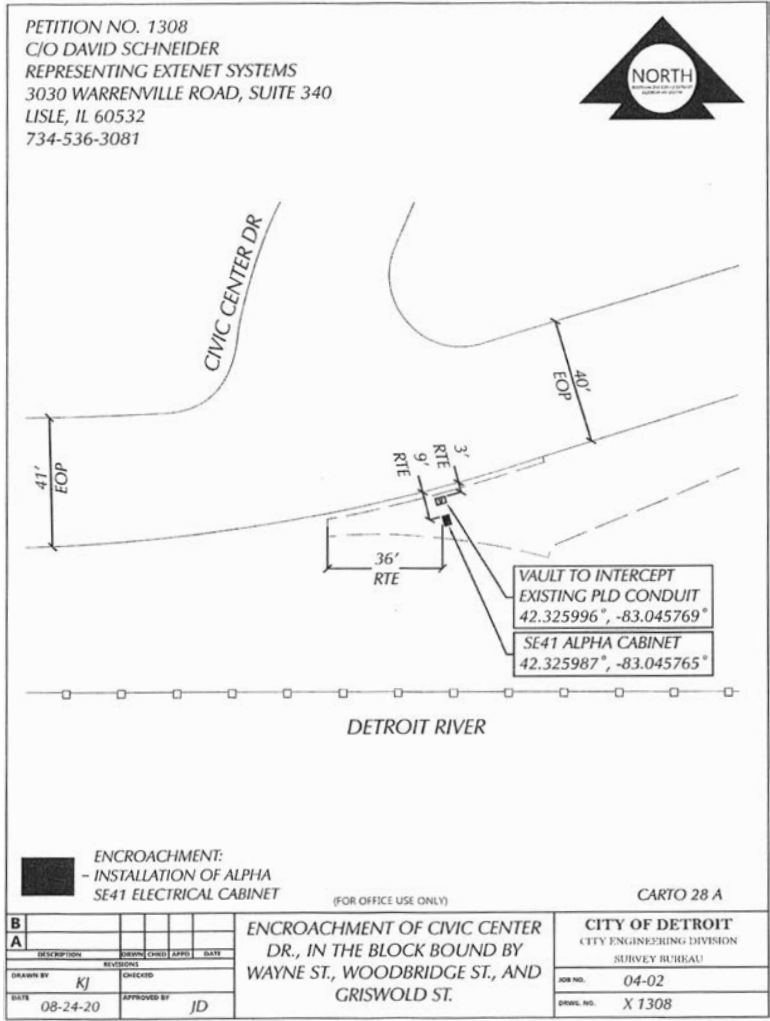 PETITION NO. 1308
C/O DAVID SCHNEIDER
REPRESENTING EXTENET SYSTEMS
3030 WARRENVILLE ROAD, SUITE 340
LISLE, IL 60532
734-536-3081
NORTH
CIVIC CENTER DR
40'
EOP
41'
EOP
3'
RTE
9'
RTE
36'
RTE
VAULT TO INTERCEPT
EXISTING PLD CONDUIT
42.325996°, -83.045769°
SE41 ALPHA CABINET
42.325987°, -83.045765°
DETROIT RIVER
ENCROACHMENT:
- INSTALLATION OF ALPHA
SE41 ELECTRICAL CABINET
(FOR OFFICE USE ONLY)
CARTO 28 A
B
A
DESCRIPTION DRWN CHKD APPD DATE
REVISIONS
DRAWN BY KJ CHECKED
DATE 08-24-20 APPROVED BY JD
ENCROACHMENT OF CIVIC CENTER
DR., IN THE BLOCK BOUND BY
WAYNE ST., WOODBRIDGE ST., AND
GRISWOLD ST.
CITY OF DETROIT
CITY ENGINEERING DIVISION
SURVEY BUREAU
JOB NO. 04-02
DRWG. NO. X 1308